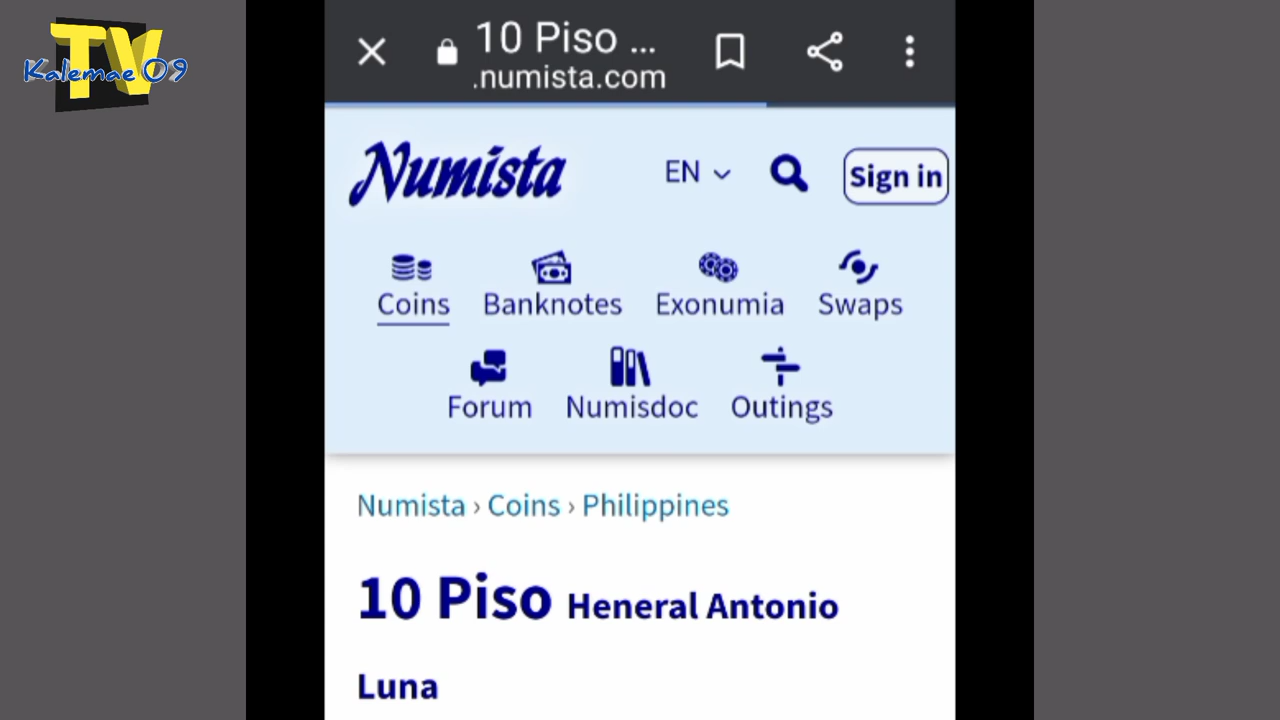 TV
Kalemae 09
10 Piso ...
.numista.com
Numista
EN
Sign in
Coins Banknotes Exonumia Swaps
Forum Numisdoc Outings
Numista › Coins › Philippines
10 Piso Heneral Antonio
Luna